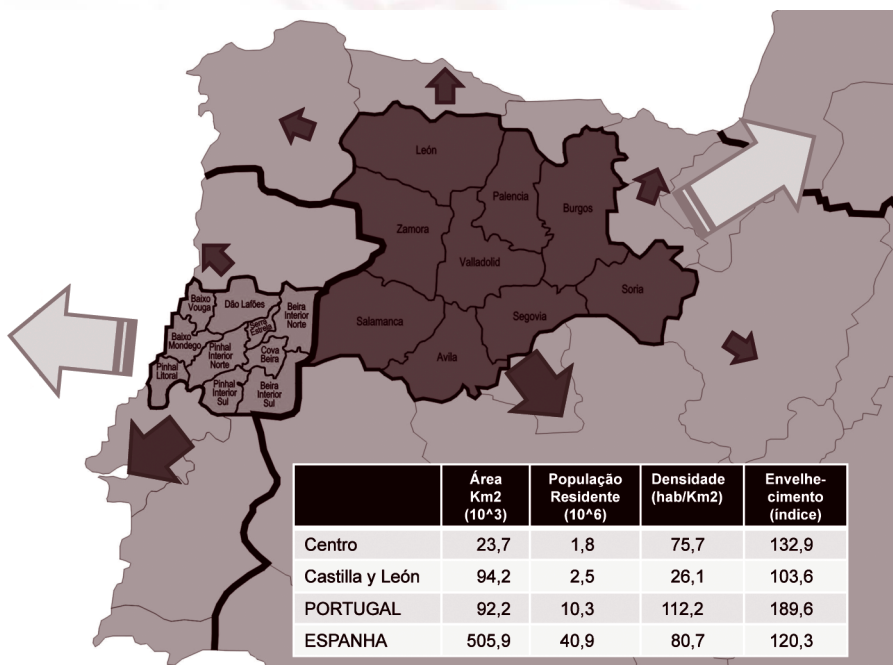 León
Palencia
Burgos
Zamora
Valladolid
Soria
Salamanca
Segovia
Avila
Baixo
Vouga
Dão Lafões
Beira
Interior
Norte
Serra
Estrela
Baixo
Mondego
Pinhal
Interior
Norte
Cova
Beira
Pinhal
Litoral
Pinhal
Interior
Sul
Beira
Interior
Sul
Área
Km2
(10^3)
População
Residente
(10^6)
Densidade
(hab/Km2)
Envelhe-
cimento
(índice)
Centro 23,7 1,8 75,7 132,9
Castilla y León 94,2 2,5 26,1 103,6
PORTUGAL 92,2 10,3 112,2 189,6
ESPANHA 505,9 40,9 80,7 120,3